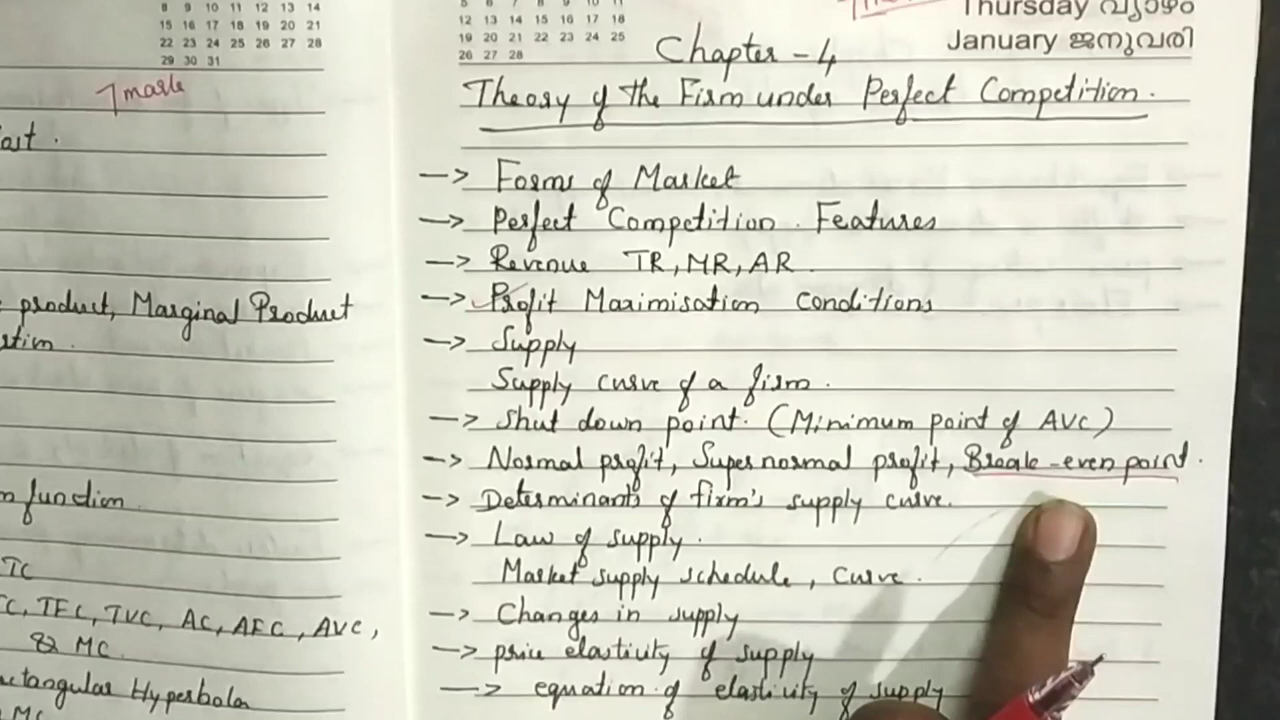 8 9 10 11 12 13 14
15 16 17 18 19 20 21
22 23 24 25 26 27 28
29 30 31
7 mark
product, Marginal Product
function
TC
TFC, TVC, AC, AFC, AVC,
& MC
Hyperbola
MC
12 13 14 15 16 17 18
19 20 21 22 23 24 25
26 27 28
Thursday വ്യാഴം
January ജനുവരി
Chapter - 4
Theory of the Firm under Perfect Competition.
-> Forms of Market
-> Perfect Competition. Features
-> Revenue TR, MR, AR.
-> Profit Maximisation conditions
-> Supply
Supply curve of a firm.
-> Shut down point. (Minimum point of AVC)
-> Normal profit, Super normal profit, Break-even point.
-> Determinants of firm's supply curve.
-> Law of supply.
Market supply schedule, curve.
-> Changes in supply
-> price elasticity of supply
-> equation of elasticity of supply